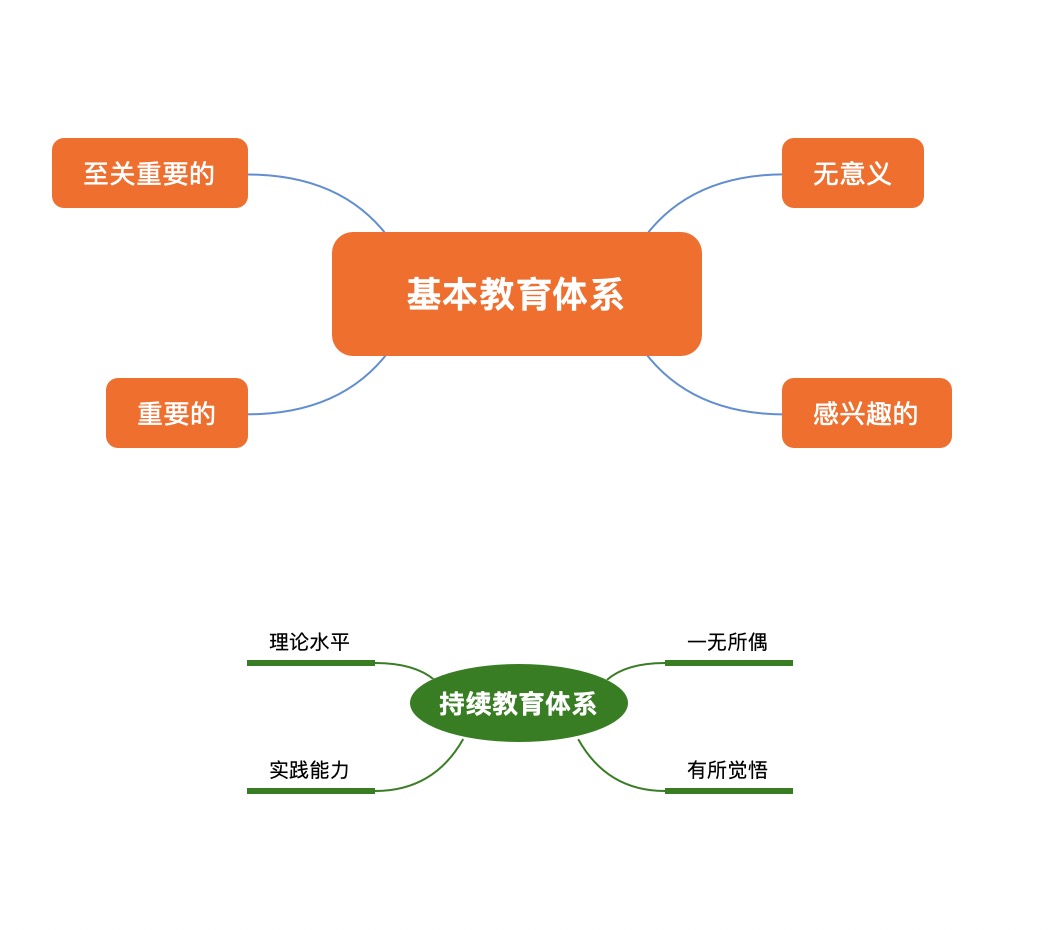 至关重要的
无意义
基本教育体系
重要的
感兴趣的
理论水平
一无所偶
持续教育体系
实践能力
有所觉悟